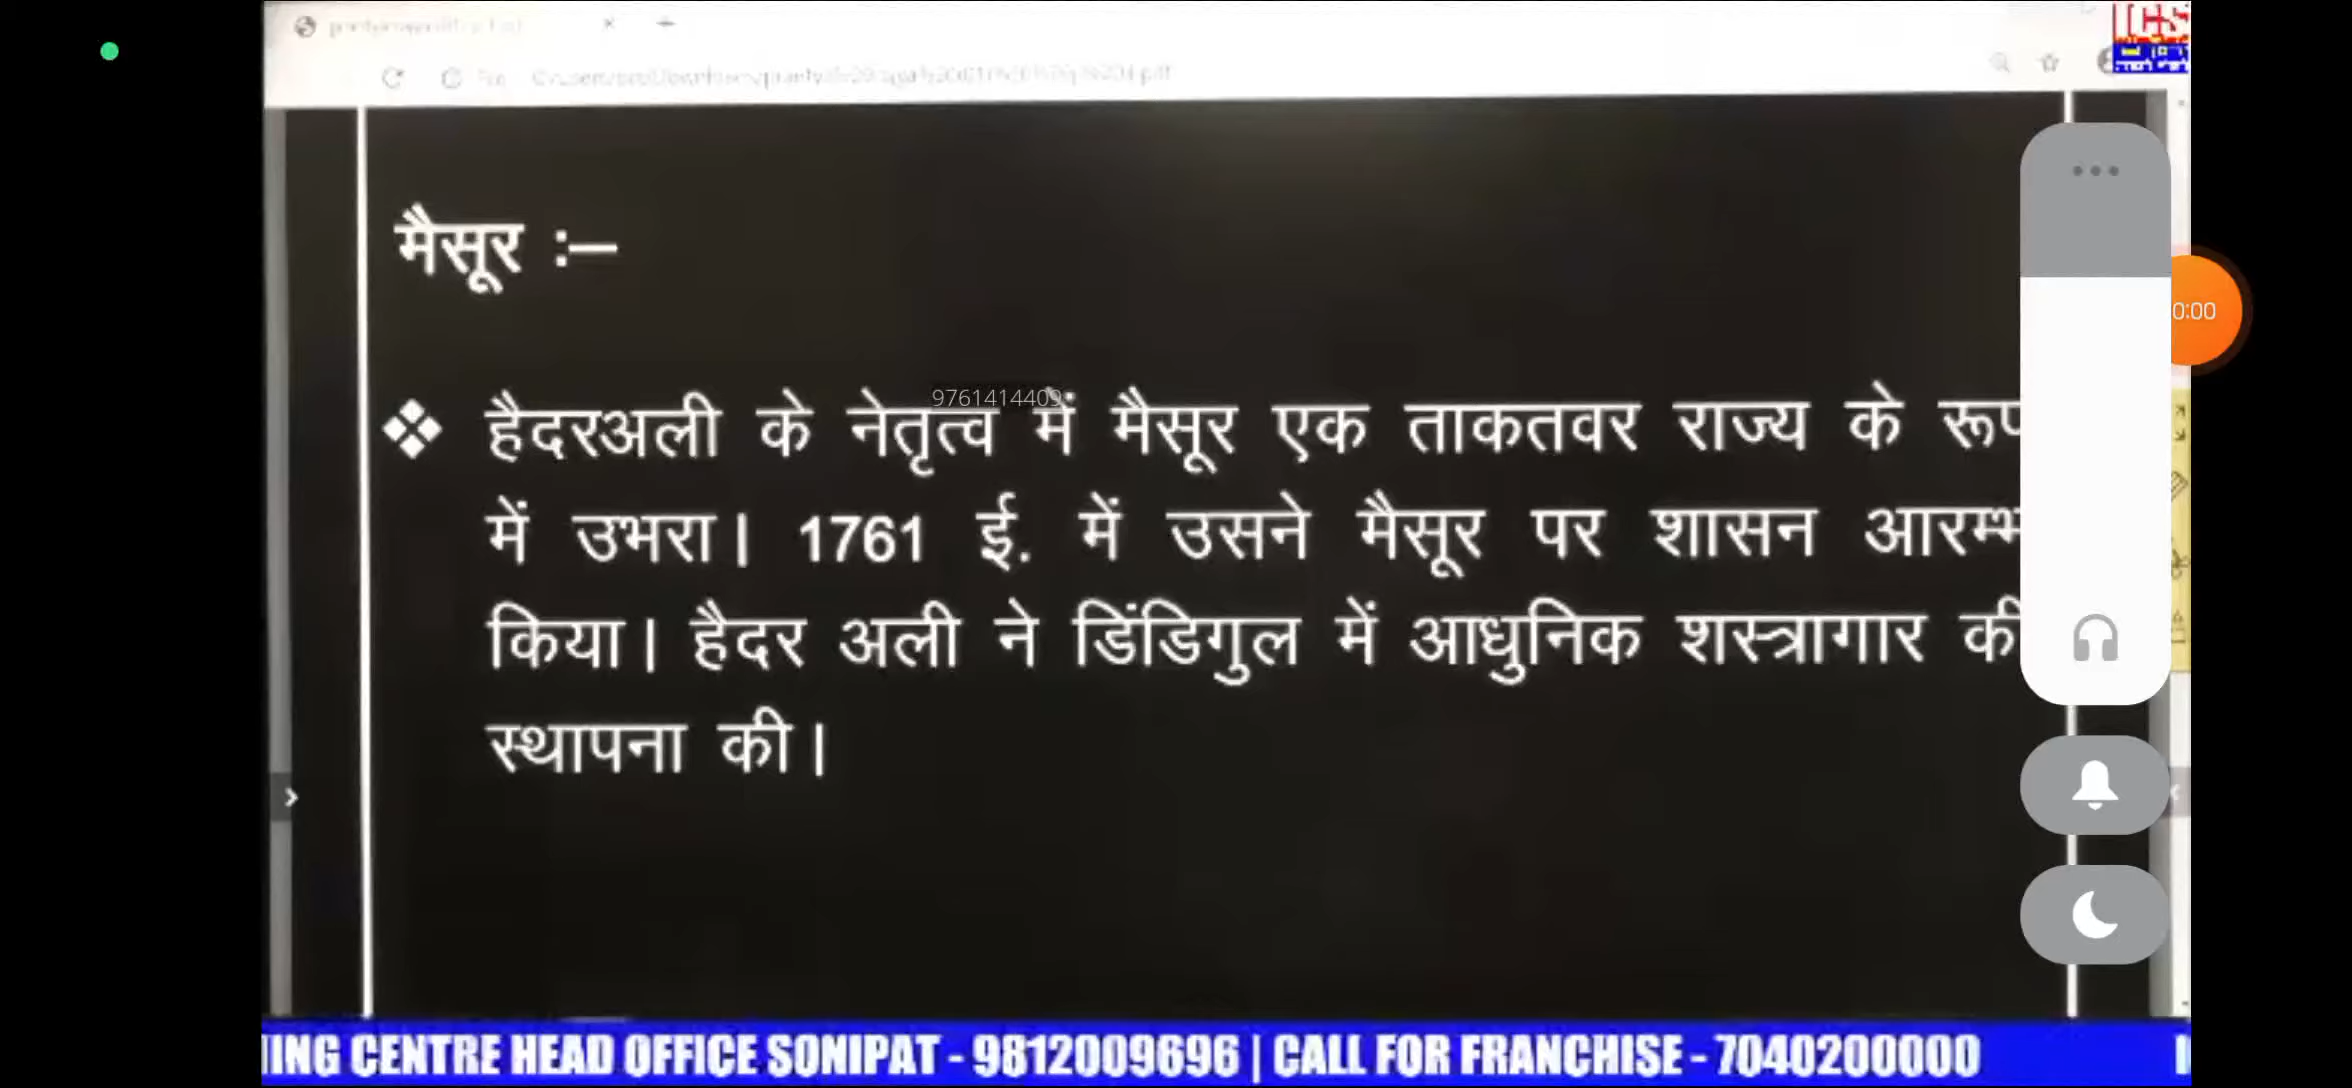 मैसूर :–
9761414409
❖ हैदरअली के नेतृत्व में मैसूर एक ताकतवर राज्य के रूप
में उभरा। 1761 ई. में उसने मैसूर पर शासन आरम्भ
किया। हैदर अली ने डिंडिगुल में आधुनिक शस्त्रागार की
स्थापना की।
0:00
CENTRE HEAD OFFICE SONIPAT - 9812009696 | CALL FOR FRANCHISE - 7040200000